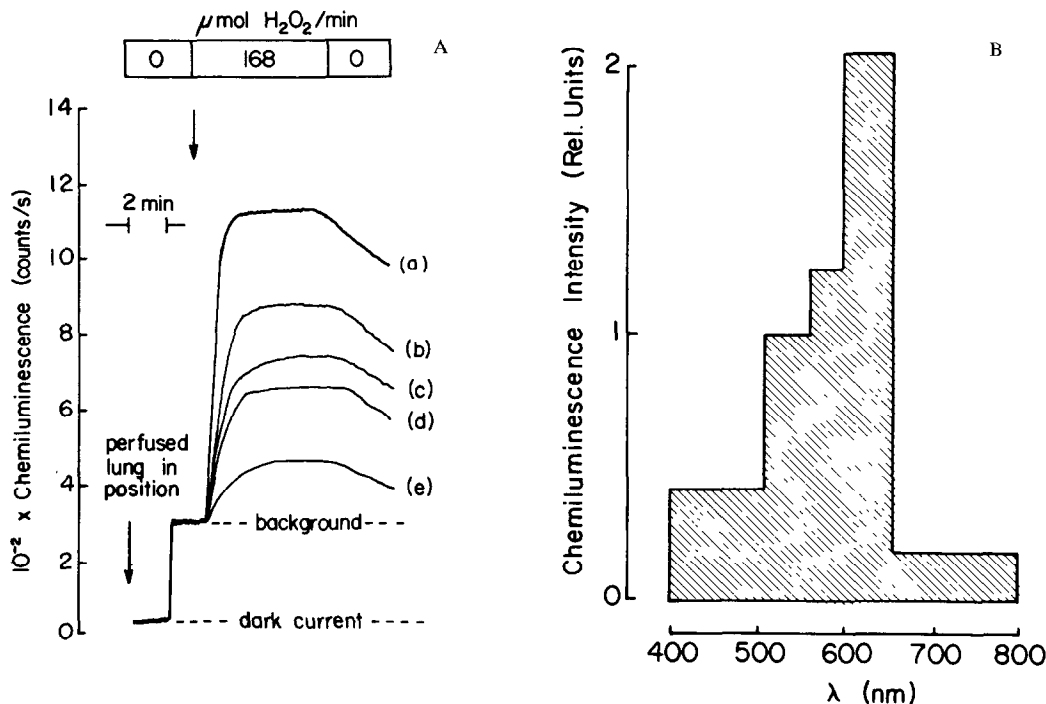 μmol H₂O₂/min
A
0 168 0
14
12
10
8
6
4
2
0
10⁻² x Chemiluminescence (counts/s)
2 min
(a)
(b)
(c)
(d)
(e)
perfused
lung in
position
background
dark current
B
2
1
0
Chemiluminescence Intensity (Rel. Units)
400 500 600 700 800
λ (nm)